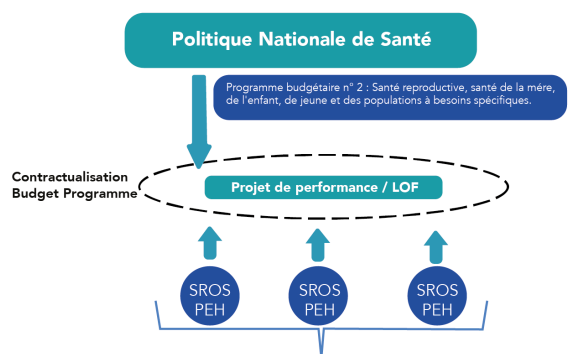 Politique Nationale de Santé
Programme budgétaire n° 2 : Santé reproductive, santé de la mére,
de l'enfant, de jeune et des populations à besoins spécifiques.
Contractualisation
Budget Programme
Projet de performance / LOF
SROS
PEH
SROS
PEH
SROS
PEH